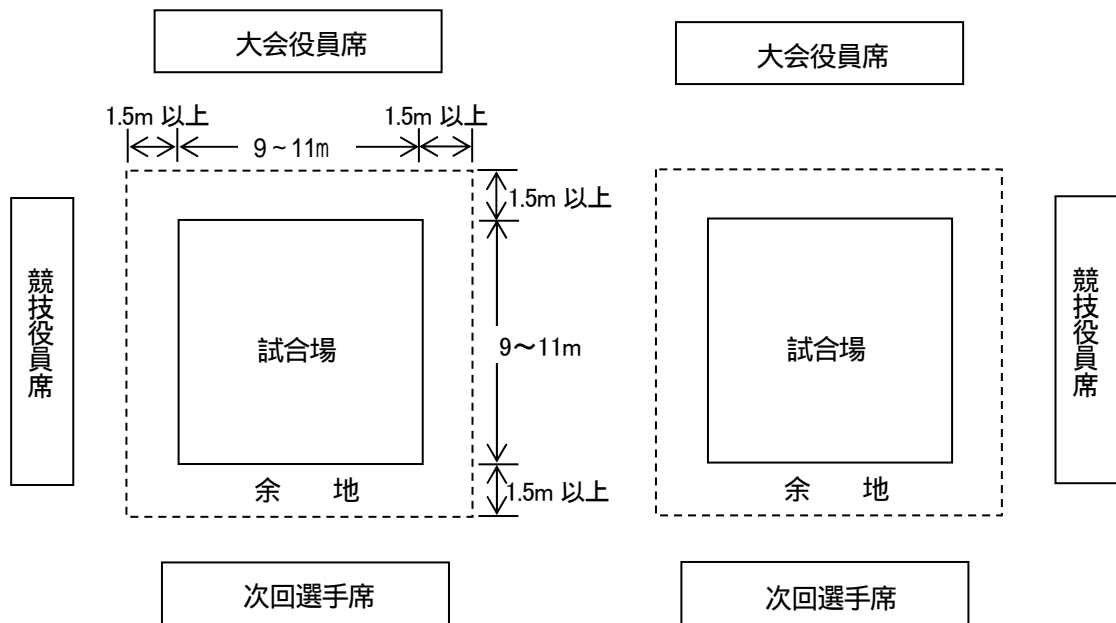 大会役員席
大会役員席
1.5m 以上
1.5m 以上
9~11m
1.5m 以上
競技役員席
試合場
9～11m
試合場
競技役員席
余　地
1.5m 以上
余　地
次回選手席
次回選手席